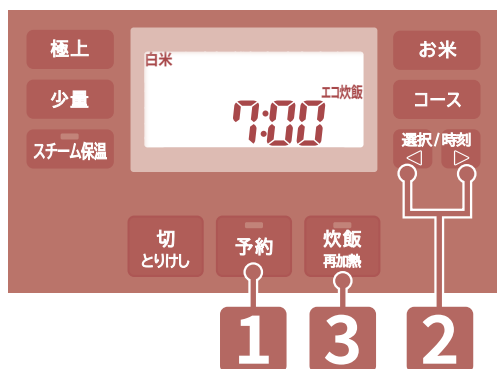 極上
少量
スチーム保温
白米
エコ炊飯
7:00
お米
コース
選択/時刻
◁ ▷
切
とりけし
予約
炊飯
再加熱
1 3 2